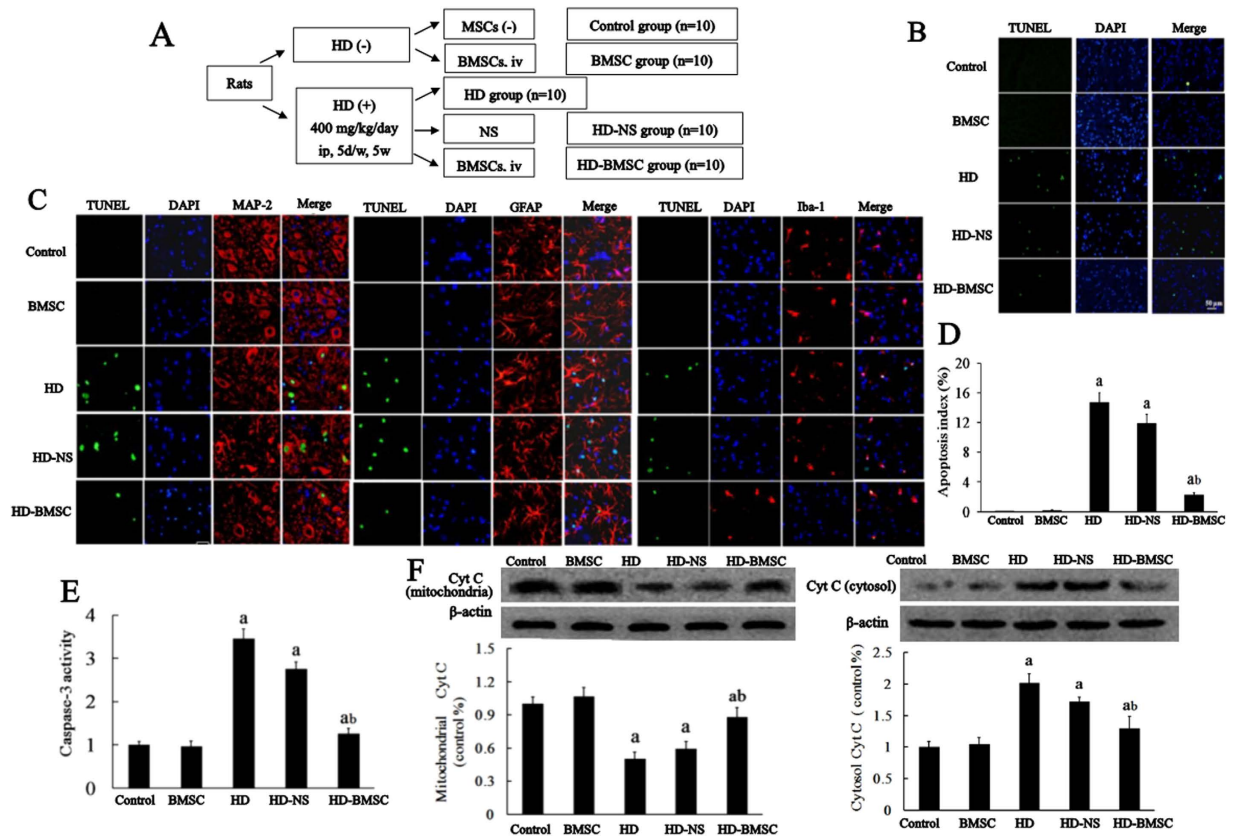 A
Rats
HD (-)
HD (+)
400 mg/kg/day
ip, 5d/w, 5w
MSCs (-)
BMSCs. iv
HD group (n=10)
NS
BMSCs. iv
Control group (n=10)
BMSC group (n=10)
HD-NS group (n=10)
HD-BMSC group (n=10)
B
TUNEL DAPI Merge
Control
BMSC
HD
HD-NS
HD-BMSC
50 μm
C
TUNEL DAPI MAP-2 Merge TUNEL DAPI GFAP Merge TUNEL DAPI Iba-1 Merge
Control
BMSC
HD
HD-NS
HD-BMSC
D
Apoptosis index (%)
20
16
12
8
4
0
a a ab
Control BMSC HD HD-NS HD-BMSC
E
Caspase-3 activity
4
3
2
1
0
a a ab
Control BMSC HD HD-NS HD-BMSC
F
Control BMSC HD HD-NS HD-BMSC
Cyt C
(mitochondria)
β-actin
Mitochondrial Cyt C
(control %)
1.5
1.2
0.9
0.6
0.3
0
a a ab
Control BMSC HD HD-NS HD-BMSC
Control BMSC HD HD-NS HD-BMSC
Cyt C (cytosol)
β-actin
Cytosol Cyt C ( control %)
2.5
2
1.5
1
0.5
0
a a ab
Control BMSC HD HD-NS HD-BMSC